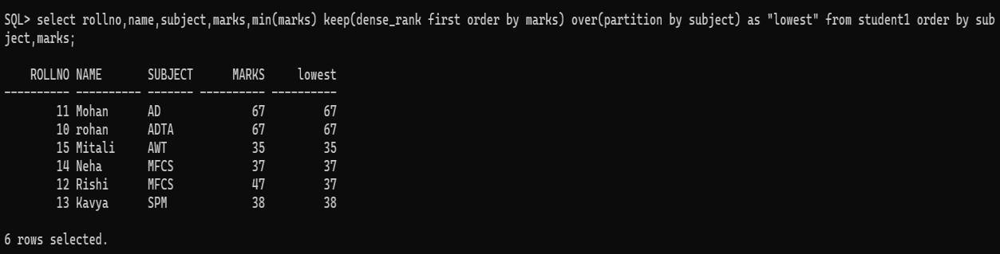 SQL> select rollno,name,subject,marks,min(marks) keep(dense_rank first order by marks) over(partition by subject) as "lowest" from student1 order by sub
ject,marks;
    ROLLNO NAME       SUBJECT      MARKS     lowest
---------- ---------- ------- ---------- ----------
        11 Mohan      AD              67         67
        10 rohan      ADTA            67         67
        15 Mitali     AWT             35         35
        14 Neha       MFCS            37         37
        12 Rishi      MFCS            47         37
        13 Kavya      SPM             38         38
6 rows selected.